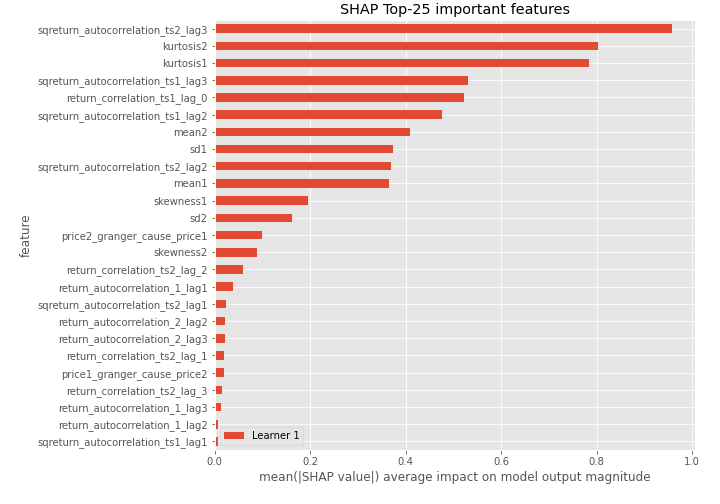 SHAP Top-25 important features
sqreturn_autocorrelation_ts2_lag3
kurtosis2
kurtosis1
sqreturn_autocorrelation_ts1_lag3
return_correlation_ts1_lag_0
sqreturn_autocorrelation_ts1_lag2
mean2
sd1
sqreturn_autocorrelation_ts2_lag2
mean1
skewness1
sd2
price2_granger_cause_price1
skewness2
return_correlation_ts2_lag_2
return_autocorrelation_1_lag1
sqreturn_autocorrelation_ts2_lag1
return_autocorrelation_2_lag2
return_autocorrelation_2_lag3
return_correlation_ts2_lag_1
price1_granger_cause_price2
return_correlation_ts2_lag_3
return_autocorrelation_1_lag3
return_autocorrelation_1_lag2
sqreturn_autocorrelation_ts1_lag1
feature
Learner 1
0.0 0.2 0.4 0.6 0.8 1.0
mean(|SHAP value|) average impact on model output magnitude